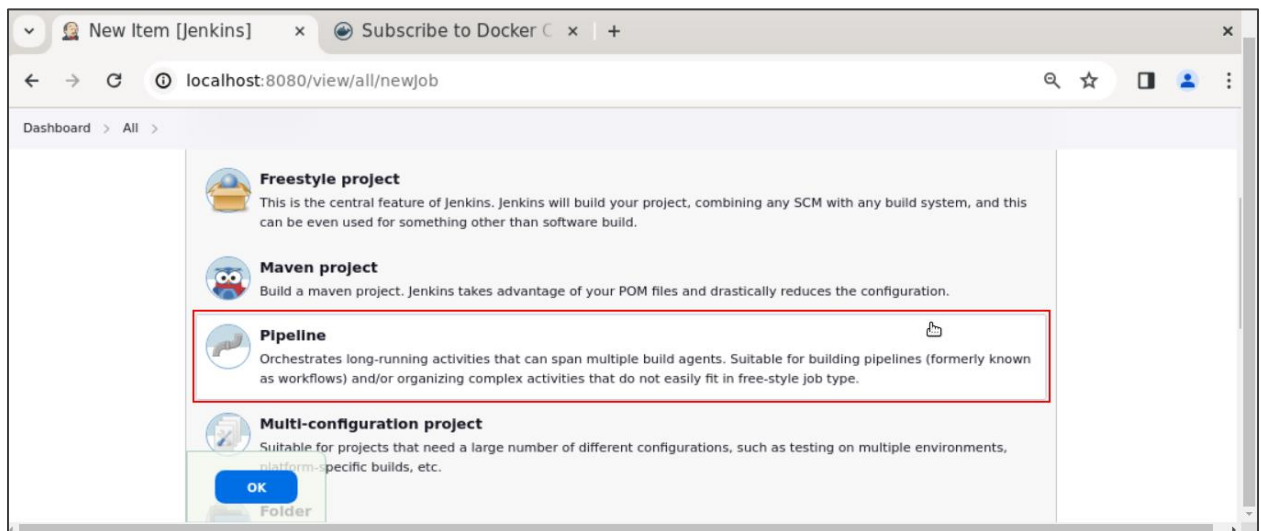 New Item [Jenkins]
Subscribe to Docker C
localhost:8080/view/all/newJob
Dashboard > All >
Freestyle project
This is the central feature of Jenkins. Jenkins will build your project, combining any SCM with any build system, and this
can be even used for something other than software build.
Maven project
Build a maven project. Jenkins takes advantage of your POM files and drastically reduces the configuration.
Pipeline
Orchestrates long-running activities that can span multiple build agents. Suitable for building pipelines (formerly known
as workflows) and/or organizing complex activities that do not easily fit in free-style job type.
Multi-configuration project
Suitable for projects that need a large number of different configurations, such as testing on multiple environments,
platform-specific builds, etc.
OK
Folder